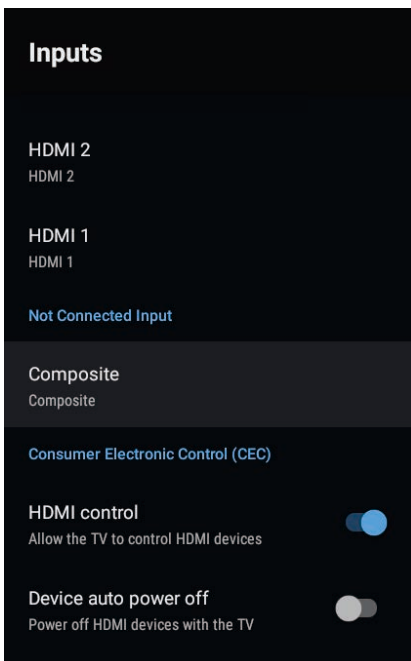 Inputs
HDMI 2
HDMI 2
HDMI 1
HDMI 1
Not Connected Input
Composite
Composite
Consumer Electronic Control (CEC)
HDMI control
Allow the TV to control HDMI devices
Device auto power off
Power off HDMI devices with the TV